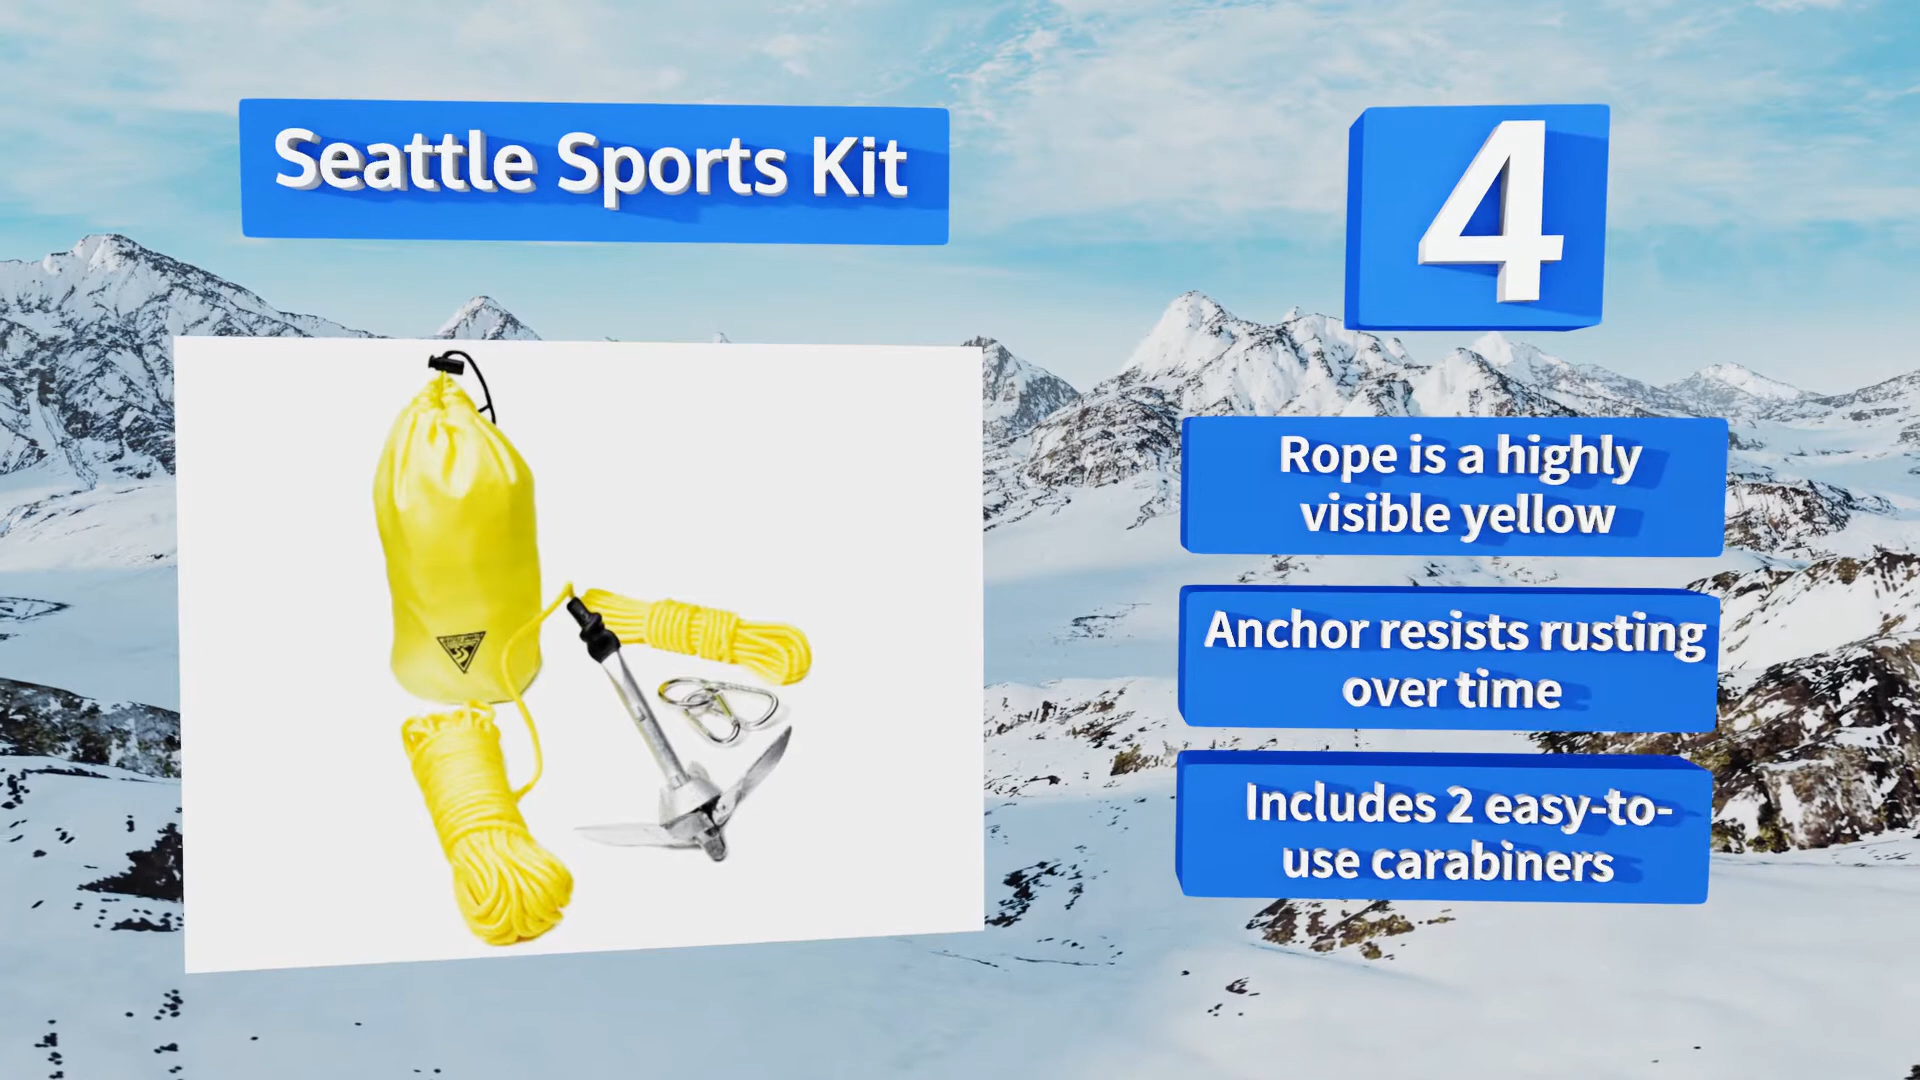 Seattle Sports Kit
4
Rope is a highly
visible yellow
Anchor resists rusting
over time
Includes 2 easy-to-
use carabiners